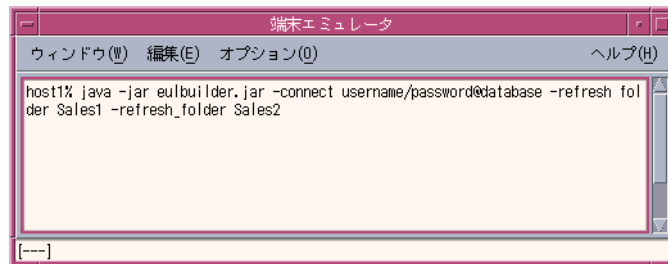 端末エミュレータ
ウィンドウ(W) 編集(E) オプション(O) ヘルプ(H)
host1% java -jar eulbuilder.jar -connect username/password@database -refresh fol
der Sales1 -refresh_folder Sales2
[---]